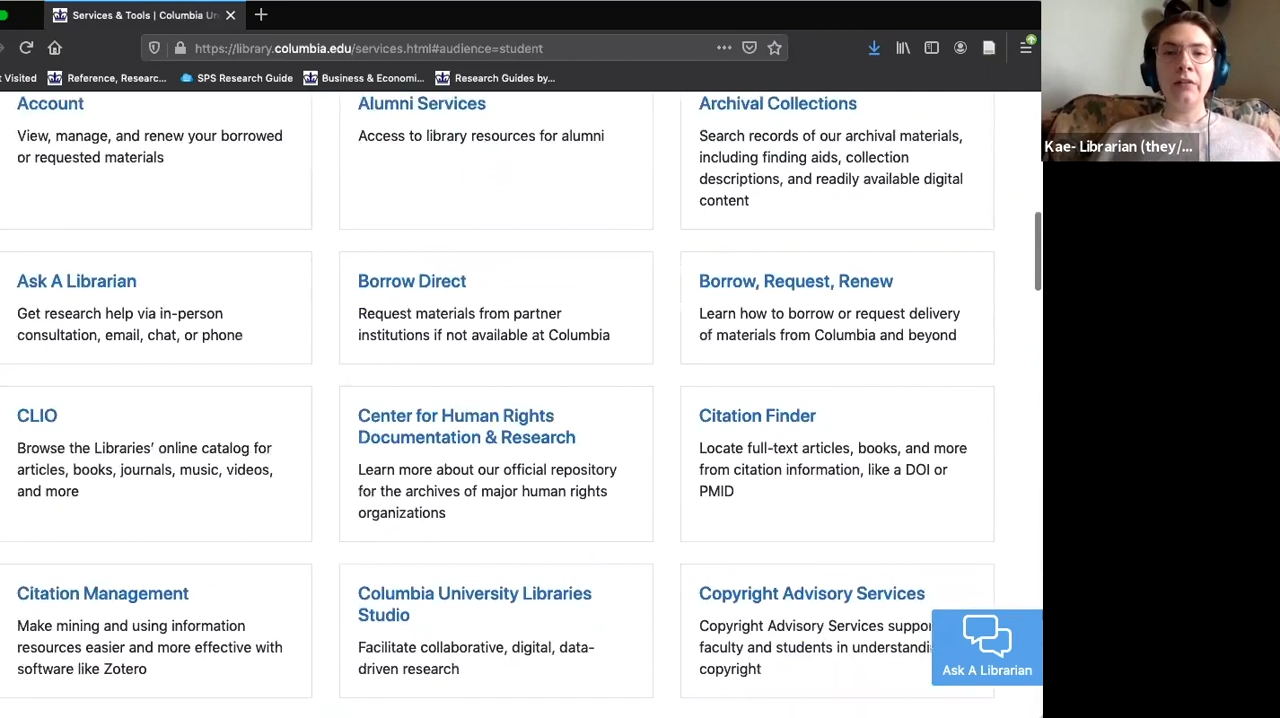 Services & Tools | Columbia Un
https://library.columbia.edu/services.html#audience=student
t Visited
Reference, Researc...
SPS Research Guide
Business & Economi...
Research Guides by...
Kae- Librarian (they/...
Account
View, manage, and renew your borrowed
or requested materials
Alumni Services
Access to library resources for alumni
Archival Collections
Search records of our archival materials,
including finding aids, collection
descriptions, and readily available digital
content
Ask A Librarian
Get research help via in-person
consultation, email, chat, or phone
Borrow Direct
Request materials from partner
institutions if not available at Columbia
Borrow, Request, Renew
Learn how to borrow or request delivery
of materials from Columbia and beyond
CLIO
Browse the Libraries' online catalog for
articles, books, journals, music, videos,
and more
Center for Human Rights
Documentation & Research
Learn more about our official repository
for the archives of major human rights
organizations
Citation Finder
Locate full-text articles, books, and more
from citation information, like a DOI or
PMID
Citation Management
Make mining and using information
resources easier and more effective with
software like Zotero
Columbia University Libraries
Studio
Facilitate collaborative, digital, data-
driven research
Copyright Advisory Services
Copyright Advisory Services suppo
faculty and students in understandi
copyright
Ask A Librarian